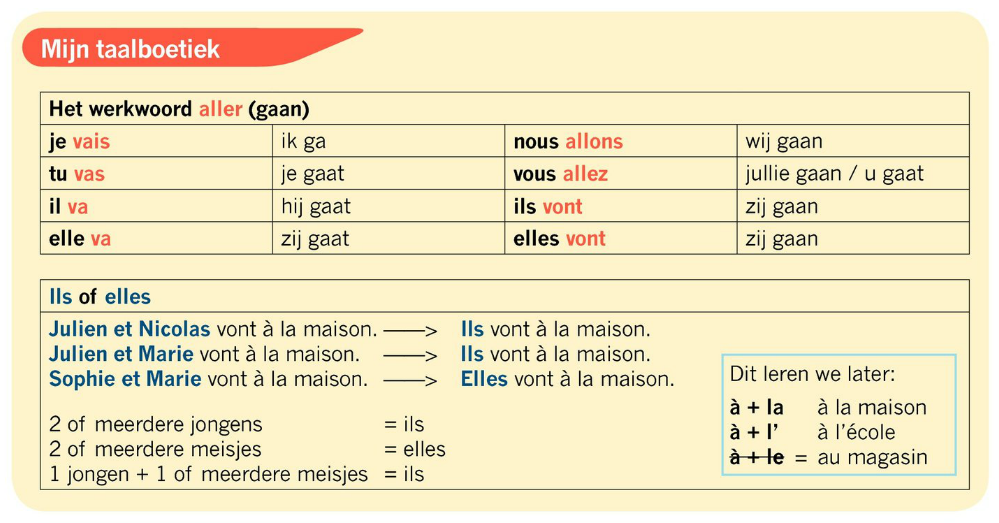 Mijn taalboetiek
Het werkwoord aller (gaan)
je vais ik ga nous allons wij gaan
tu vas je gaat vous allez jullie gaan / u gaat
il va hij gaat ils vont zij gaan
elle va zij gaat elles vont zij gaan
Ils of elles
Julien et Nicolas vont à la maison. ——> Ils vont à la maison.
Julien et Marie vont à la maison. ——> Ils vont à la maison.
Sophie et Marie vont à la maison. ——> Elles vont à la maison.
2 of meerdere jongens = ils
2 of meerdere meisjes = elles
1 jongen + 1 of meerdere meisjes = ils
Dit leren we later:
à + la à la maison
à + l' à l'école
à + le = au magasin